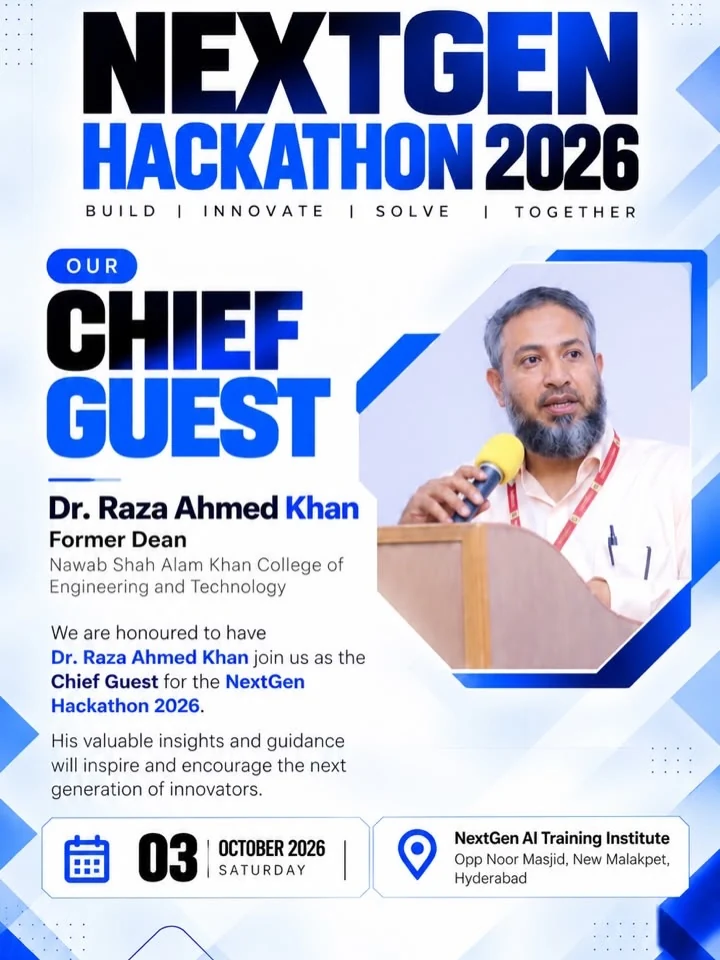 NEXTGEN
HACKATHON 2026
BUILD | INNOVATE | SOLVE | TOGETHER
OUR
CHIEF
GUEST
Dr. Raza Ahmed Khan
Former Dean
Nawab Shah Alam Khan College of
Engineering and Technology
We are honoured to have
Dr. Raza Ahmed Khan join us as the
Chief Guest for the NextGen
Hackathon 2026.
His valuable insights and guidance
will inspire and encourage the next
generation of innovators.
03 | OCTOBER 2026 |
SATURDAY
NextGen AI Training Institute
Opp Noor Masjid, New Malakpet,
Hyderabad